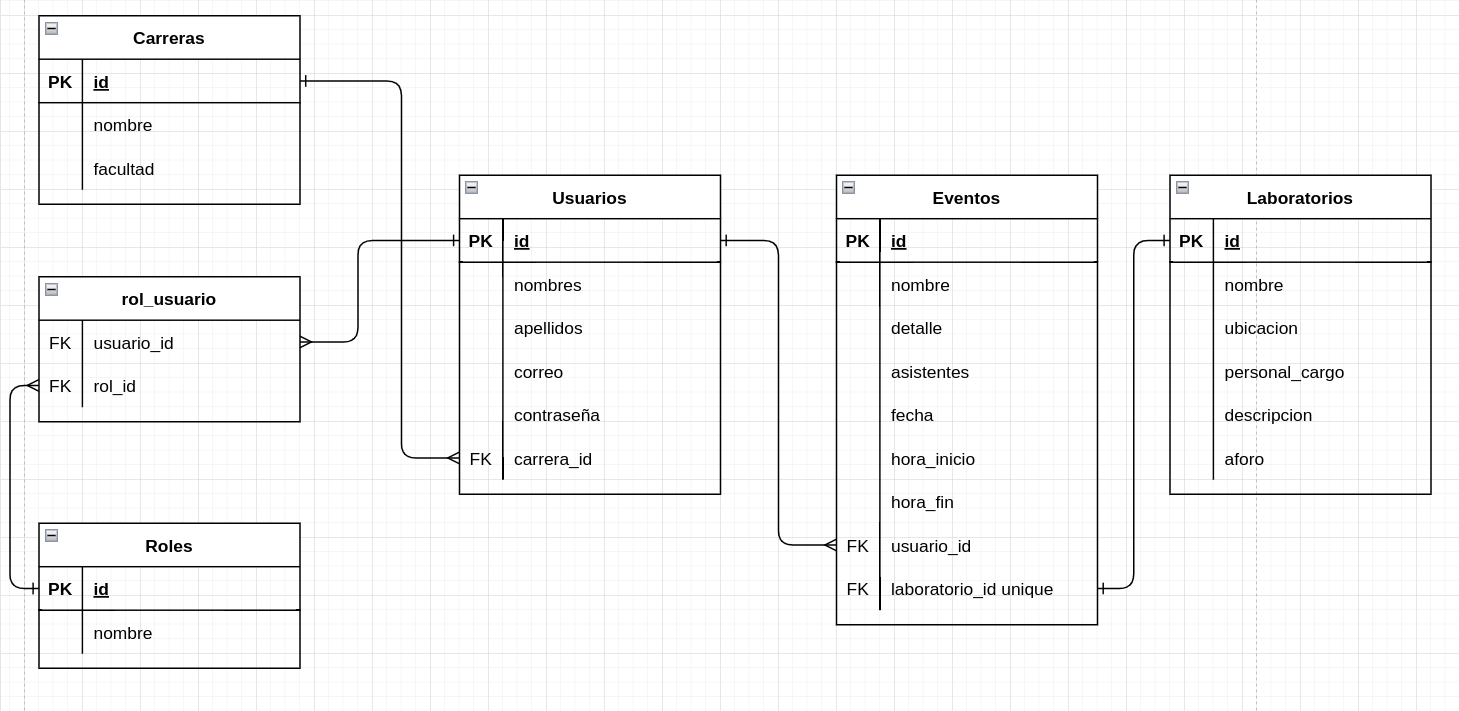 Carreras
PK id
nombre
facultad
rol_usuario
FK usuario_id
FK rol_id
Roles
PK id
nombre
Usuarios
PK id
nombres
apellidos
correo
contraseña
FK carrera_id
Eventos
PK id
nombre
detalle
asistentes
fecha
hora_inicio
hora_fin
FK usuario_id
FK laboratorio_id unique
Laboratorios
PK id
nombre
ubicacion
personal_cargo
descripcion
aforo